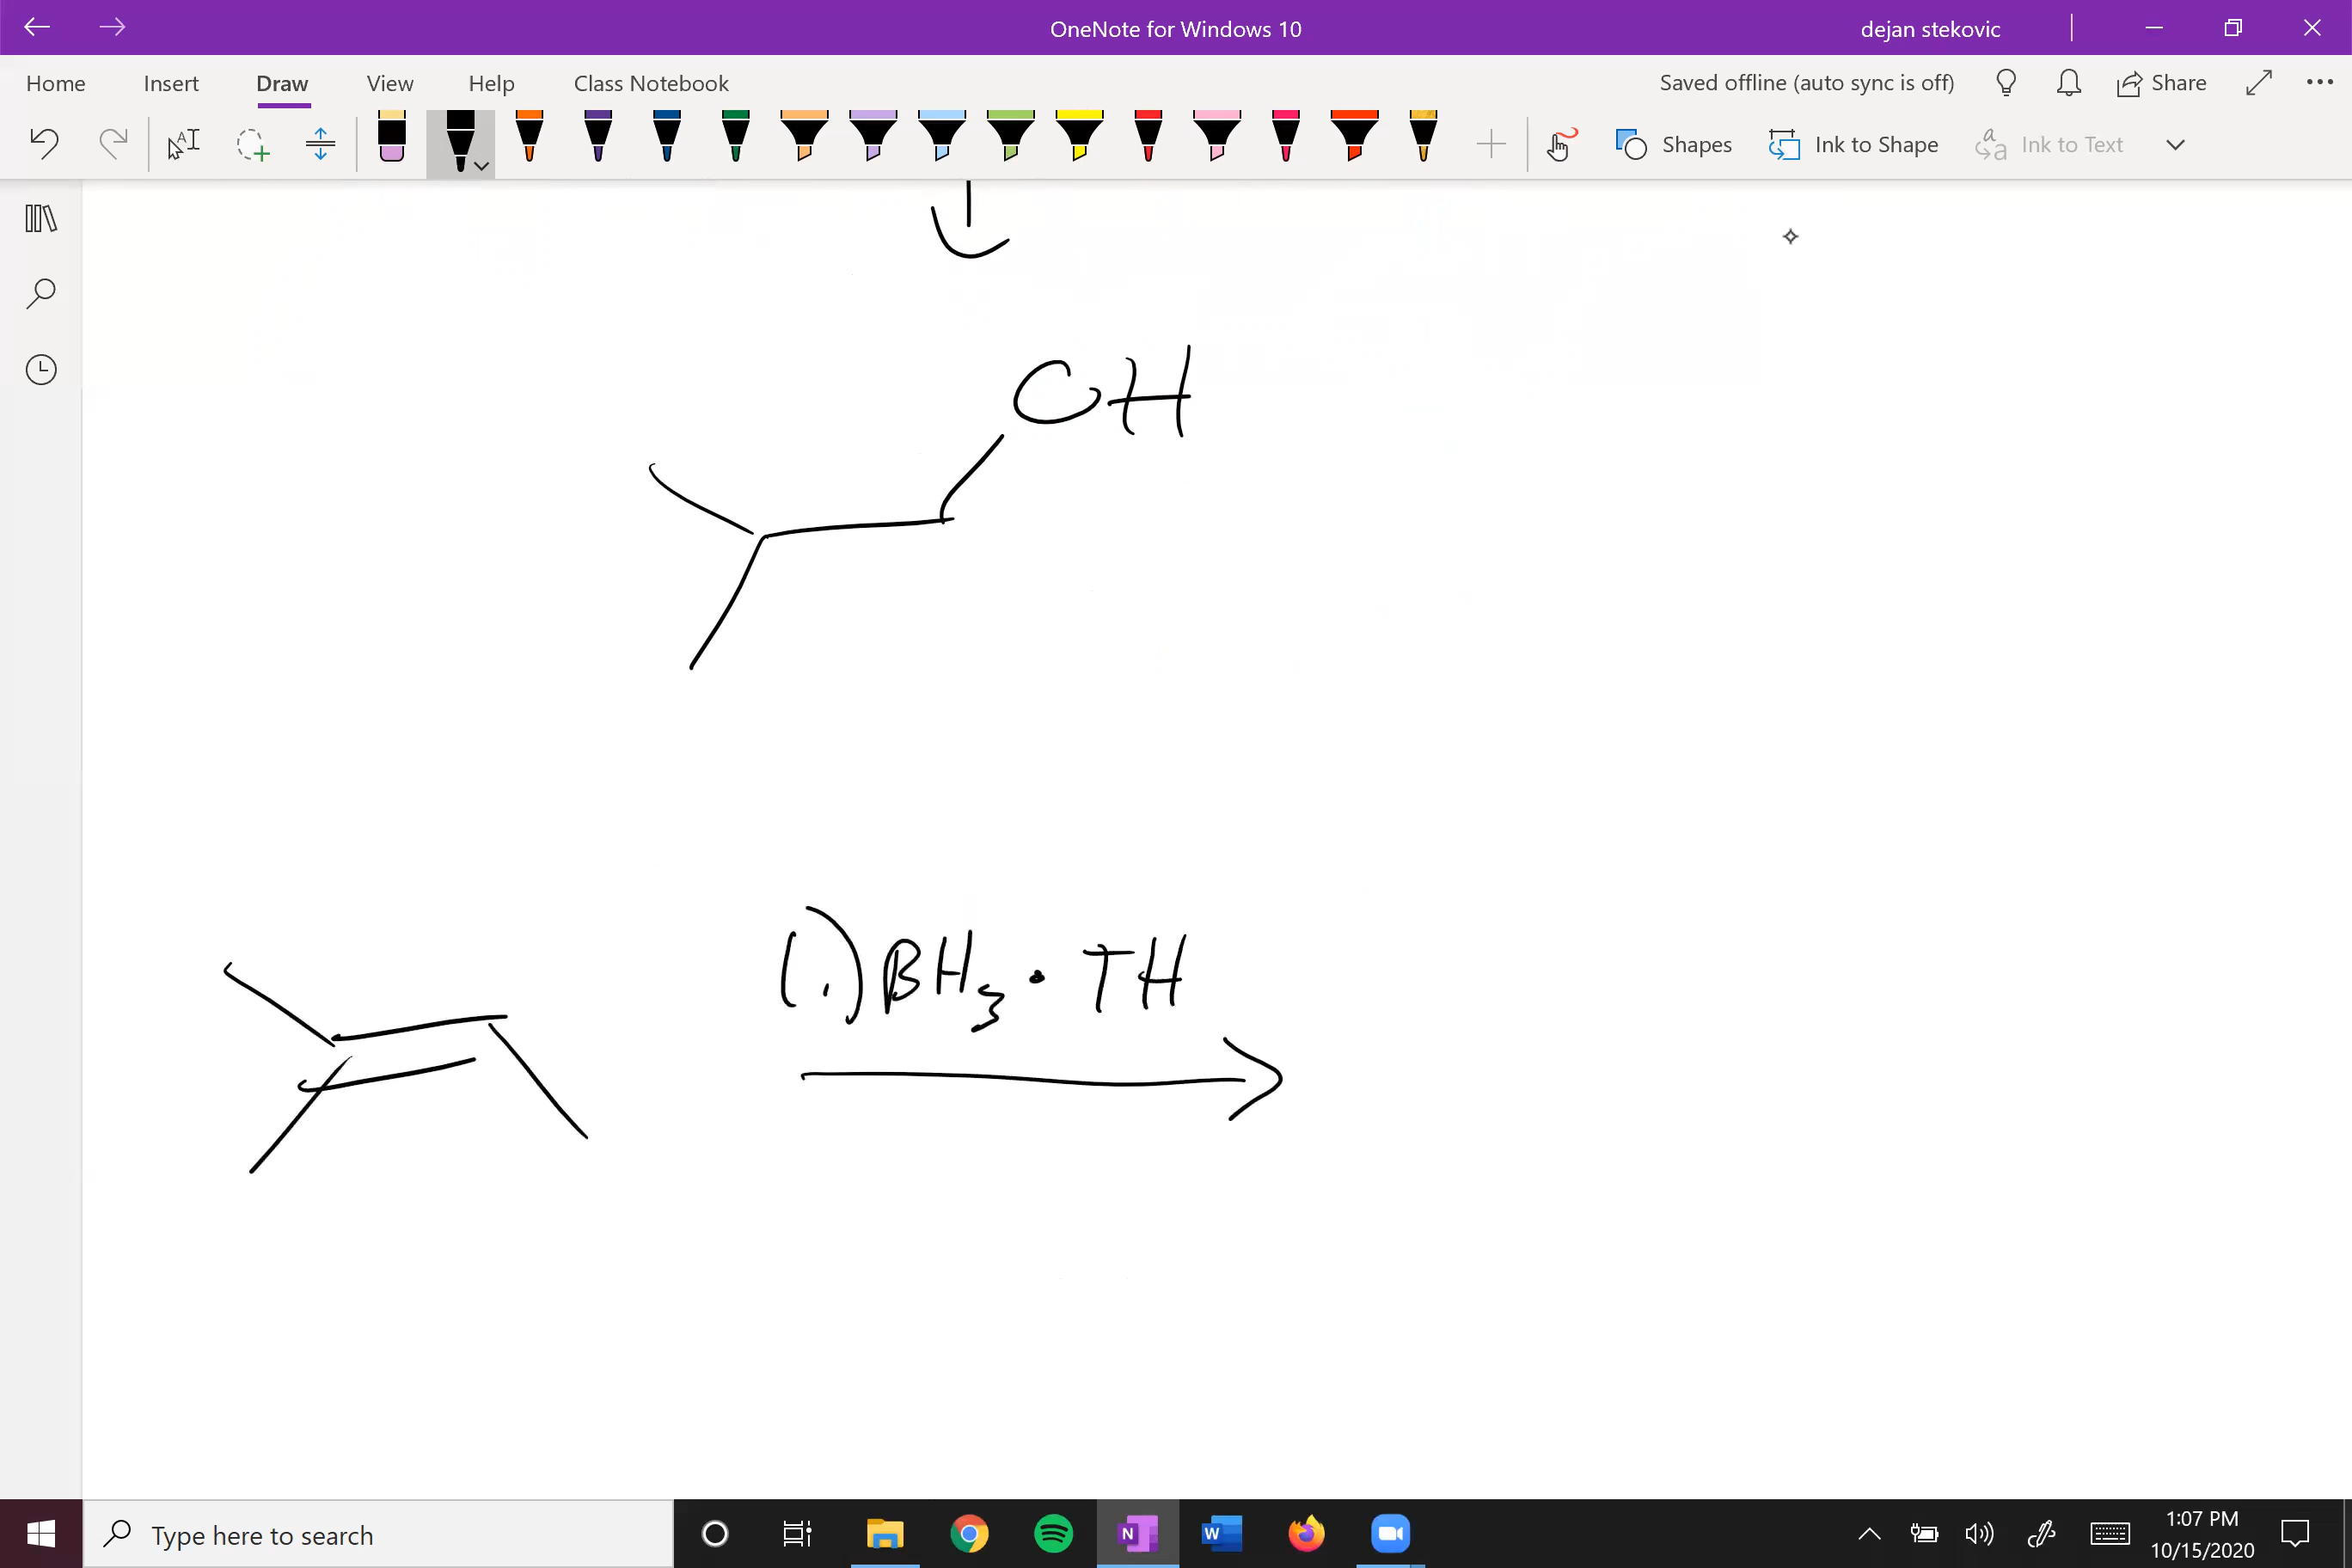 OneNote for Windows 10
dejan stekovic
Home Insert Draw View Help Class Notebook
Saved offline (auto sync is off)
Share
Shapes
Ink to Shape
Ink to Text
OH
(.) BH3 • TH
Type here to search
1:07 PM
10/15/2020